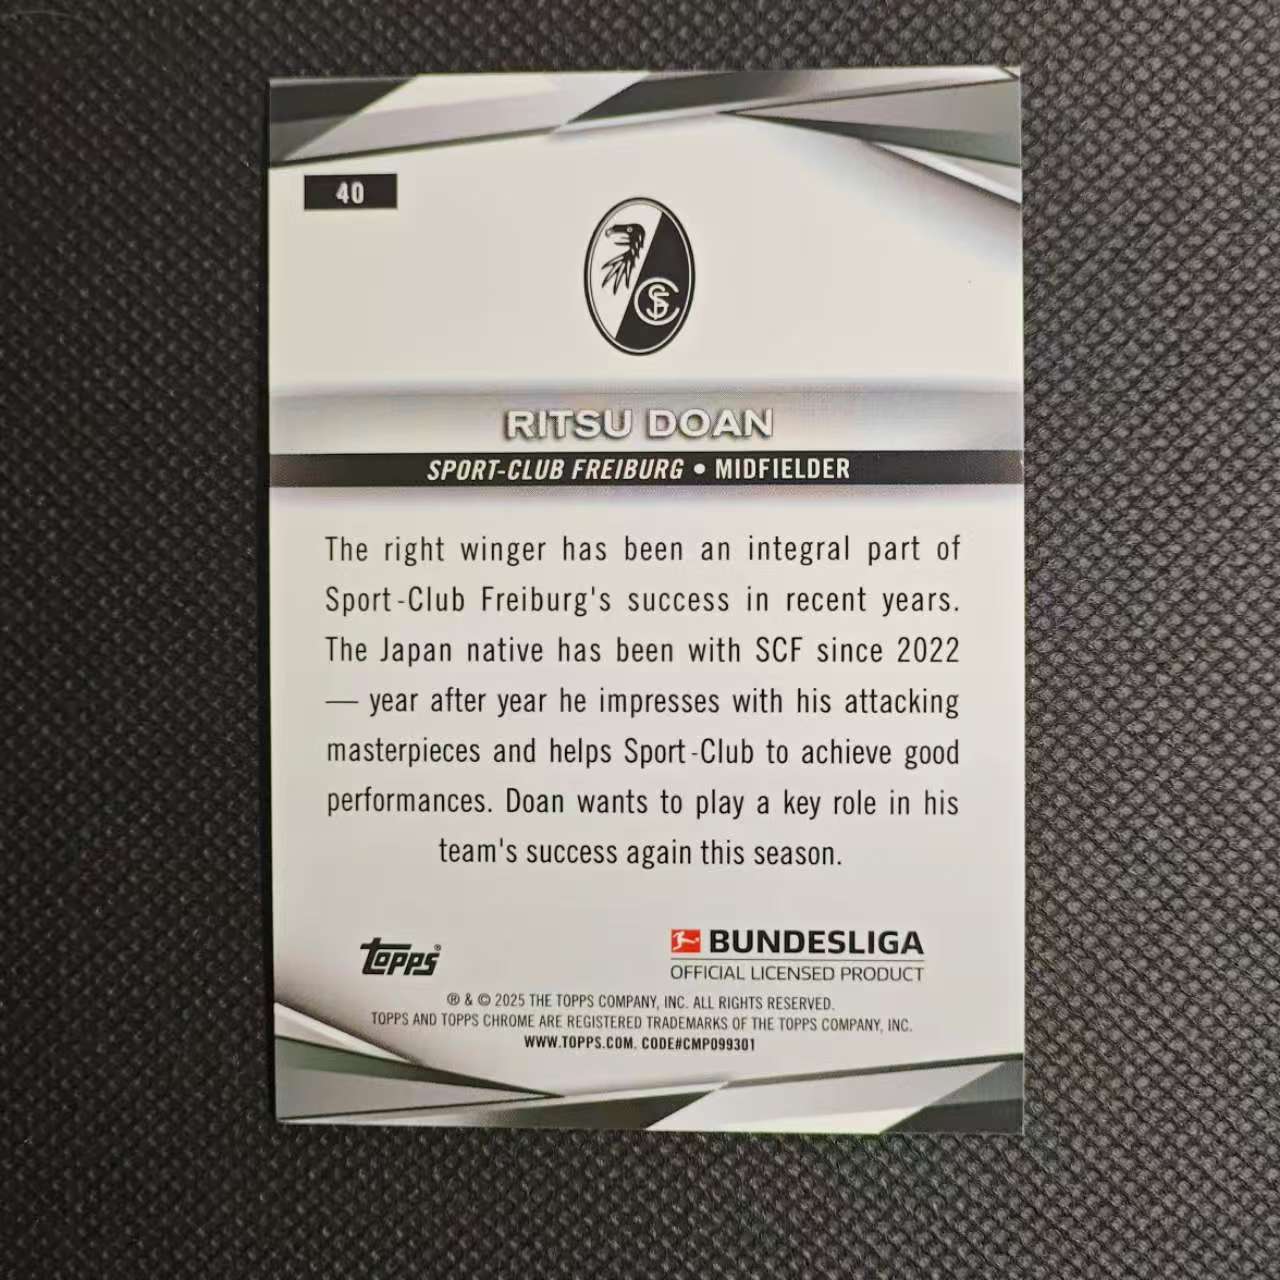 40
SC
F
RITSU DOAN
SPORT-CLUB FREIBURG • MIDFIELDER
The right winger has been an integral part of
Sport-Club Freiburg's success in recent years.
The Japan native has been with SCF since 2022
— year after year he impresses with his attacking
masterpieces and helps Sport-Club to achieve good
performances. Doan wants to play a key role in his
team's success again this season.
topps®
BUNDESLIGA
OFFICIAL LICENSED PRODUCT
® & © 2025 THE TOPPS COMPANY, INC. ALL RIGHTS RESERVED.
TOPPS AND TOPPS CHROME ARE REGISTERED TRADEMARKS OF THE TOPPS COMPANY, INC.
WWW.TOPPS.COM. CODE#CMP099301